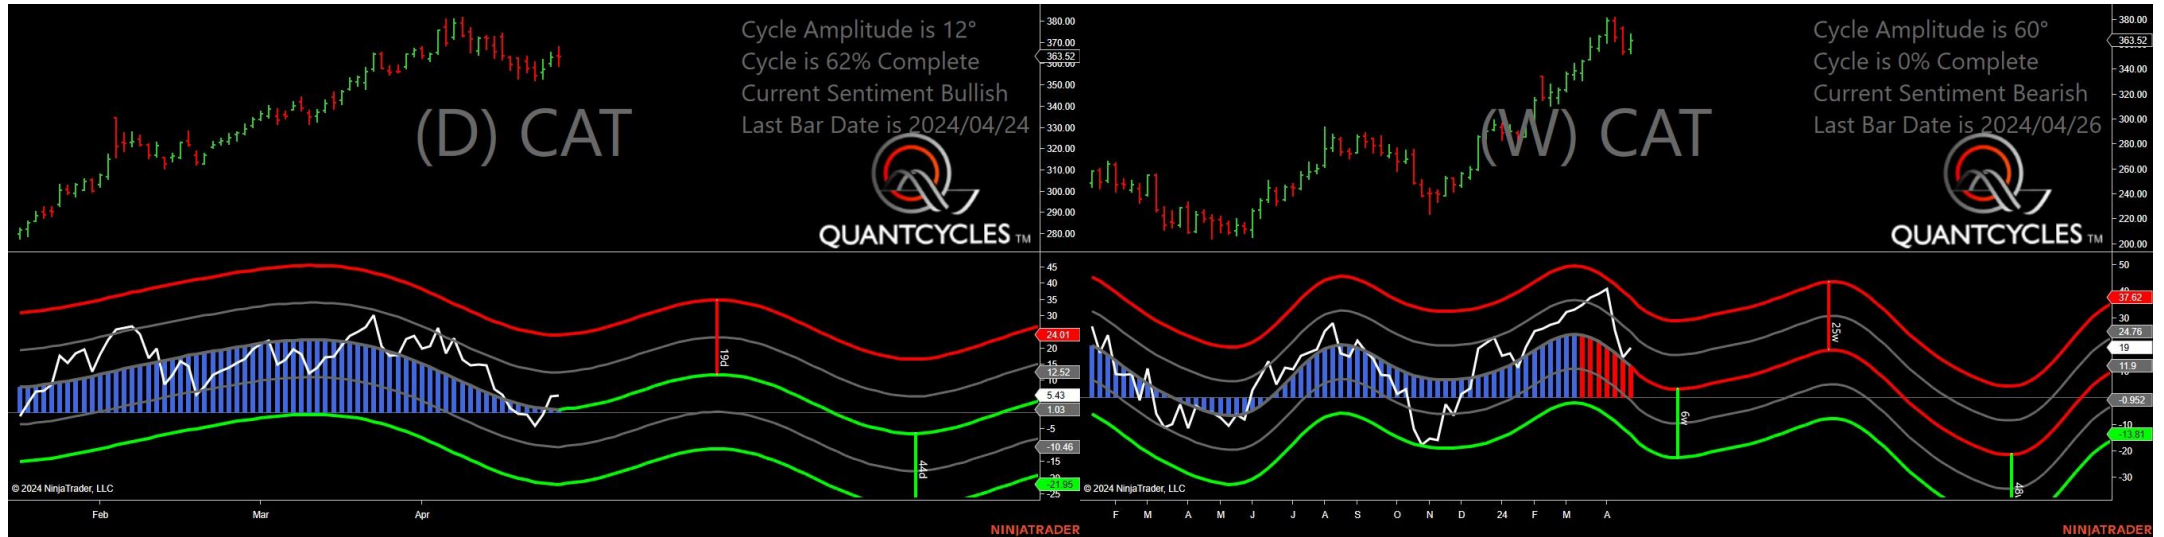 Cycle Amplitude is 12°
Cycle is 62% Complete
Current Sentiment Bullish
Last Bar Date is 2024/04/24
(D) CAT
QUANTCYCLES TM
380.00
370.00
363.52
360.00
350.00
340.00
330.00
320.00
310.00
300.00
290.00
280.00
45
40
35
30
24.01
20
15
12.52
10
5.43
1.03
-5
-10.46
-15
-21.95
-25
19d
44d
© 2024 NinjaTrader, LLC
Feb Mar Apr
NINJATRADER
Cycle Amplitude is 60°
Cycle is 0% Complete
Current Sentiment Bearish
Last Bar Date is 2024/04/26
(W) CAT
QUANTCYCLES TM
380.00
363.52
340.00
320.00
300.00
280.00
260.00
240.00
220.00
200.00
50
37.62
30
24.76
19
11.9
-0.952
-10
-13.81
-20
-30
25w
6w
© 2024 NinjaTrader, LLC
F M A M J J A S O N D 24 F M A
NINJATRADER